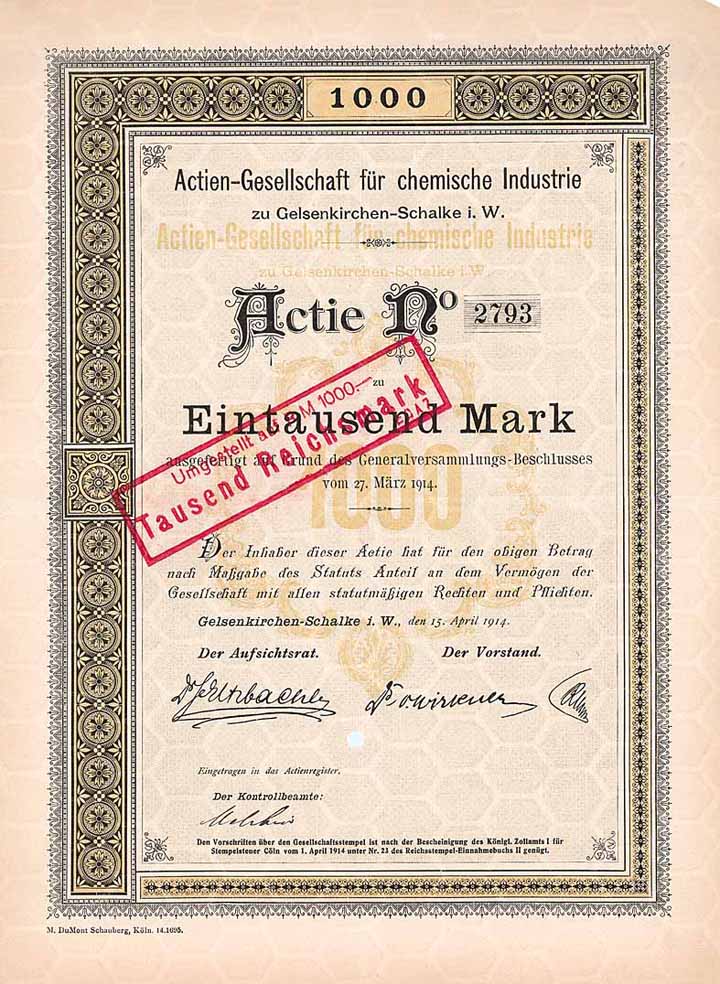 1000
Actien-Gesellschaft für chemische Industrie
zu Gelsenkirchen-Schalke i. W.
Actien-Gesellschaft für chemische Industrie
zu Gelsenkirchen-Schalke i. W.
Actie No 2793
zu
Eintausend Mark
Umgestellt auf M 1000.—
Tausend Reichsmark
ausgefertigt auf Grund des Generalversammlungs-Beschlusses
vom 27. März 1914.
1000
Der Inhaber dieser Actie hat für den obigen Betrag
nach Maßgabe des Statuts Anteil an dem Vermögen der
Gesellschaft mit allen statutmäßigen Rechten und Pflichten.
Gelsenkirchen-Schalke i. W., den 15. April 1914.
Der Aufsichtsrat. Der Vorstand.
Eingetragen in das Actienregister,
Der Kontrollbeamte:
Den Vorschriften über den Gesellschaftsstempel ist nach der Bescheinigung des Königl. Zollamts I für
Stempelsteuer Cöln vom 1. April 1914 unter Nr. 23 des Reichsstempel-Einnahmebuchs II genügt.
M. DuMont Schauberg, Köln. 14.1695.